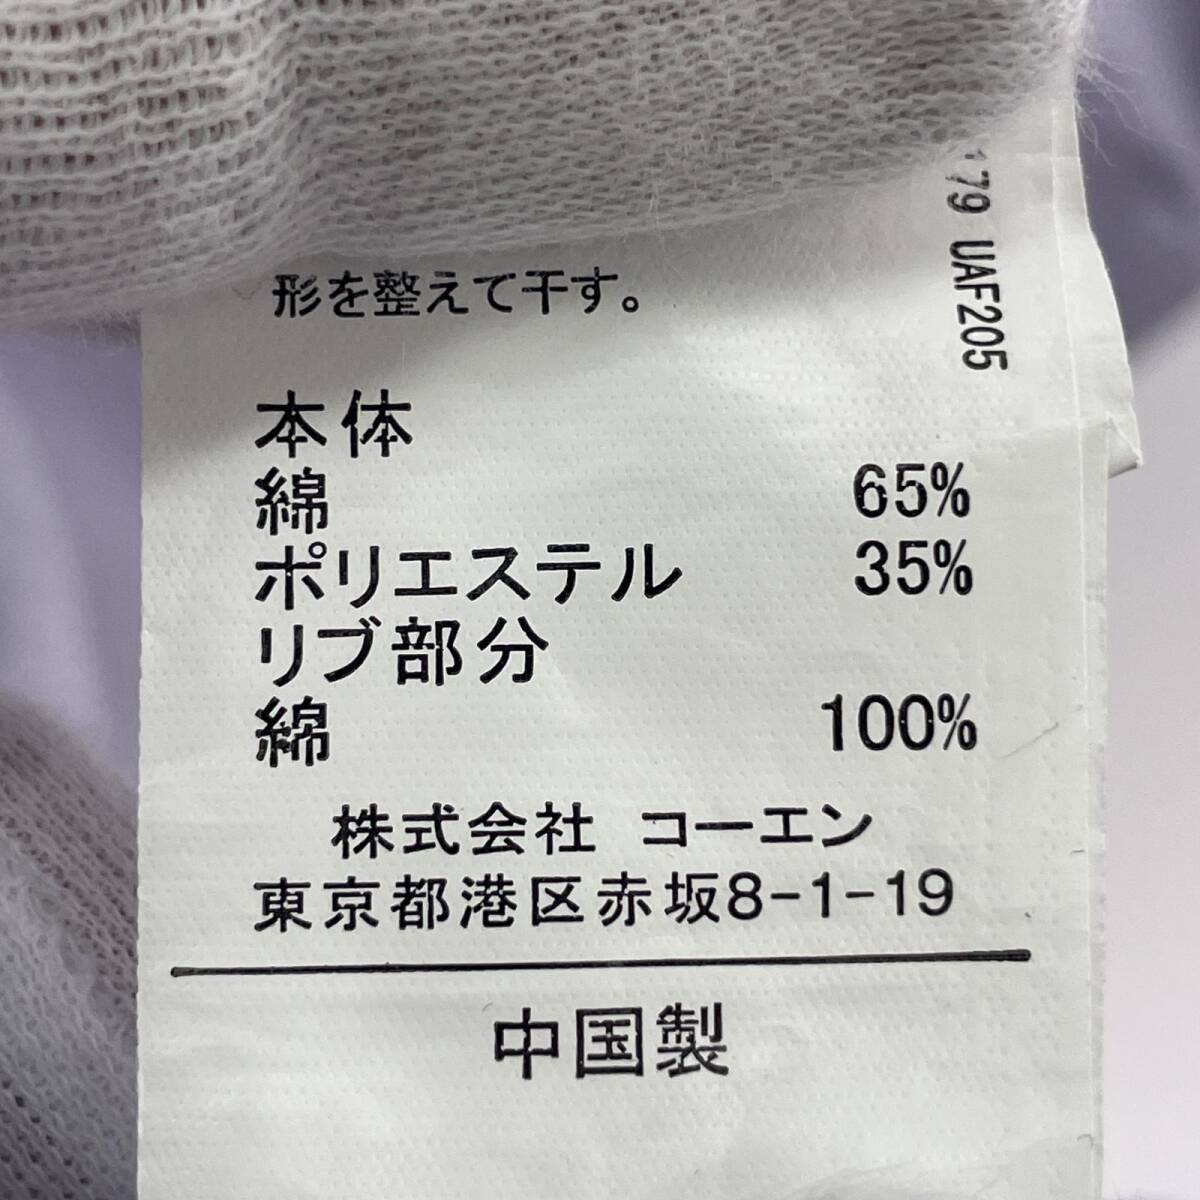 形を整えて干す。
本体
綿 65%
ポリエステル 35%
リブ部分
綿 100%
株式会社 コーエン
東京都港区赤坂8-1-19
中国製
179 UAF205